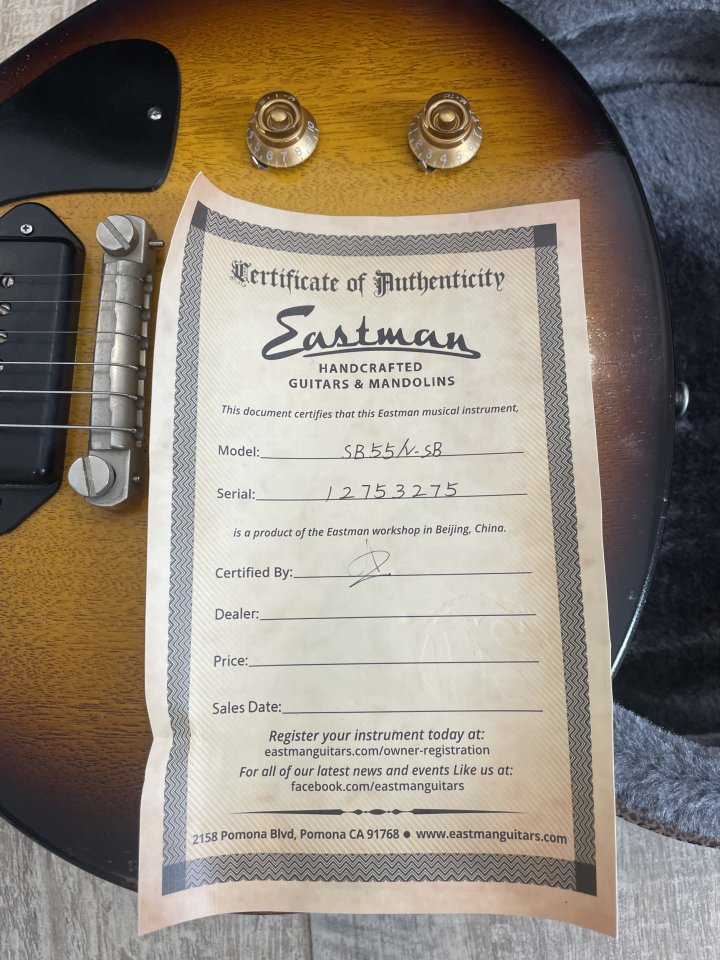 Certificate of Authenticity
Eastman
HANDCRAFTED
GUITARS & MANDOLINS
This document certifies that this Eastman musical instrument,
Model: SB55/V-SB
Serial: 12753275
is a product of the Eastman workshop in Beijing, China.
Certified By:
Dealer:
Price:
Sales Date:
Register your instrument today at:
eastmanguitars.com/owner-registration
For all of our latest news and events Like us at:
facebook.com/eastmanguitars
2158 Pomona Blvd, Pomona CA 91768 ● www.eastmanguitars.com